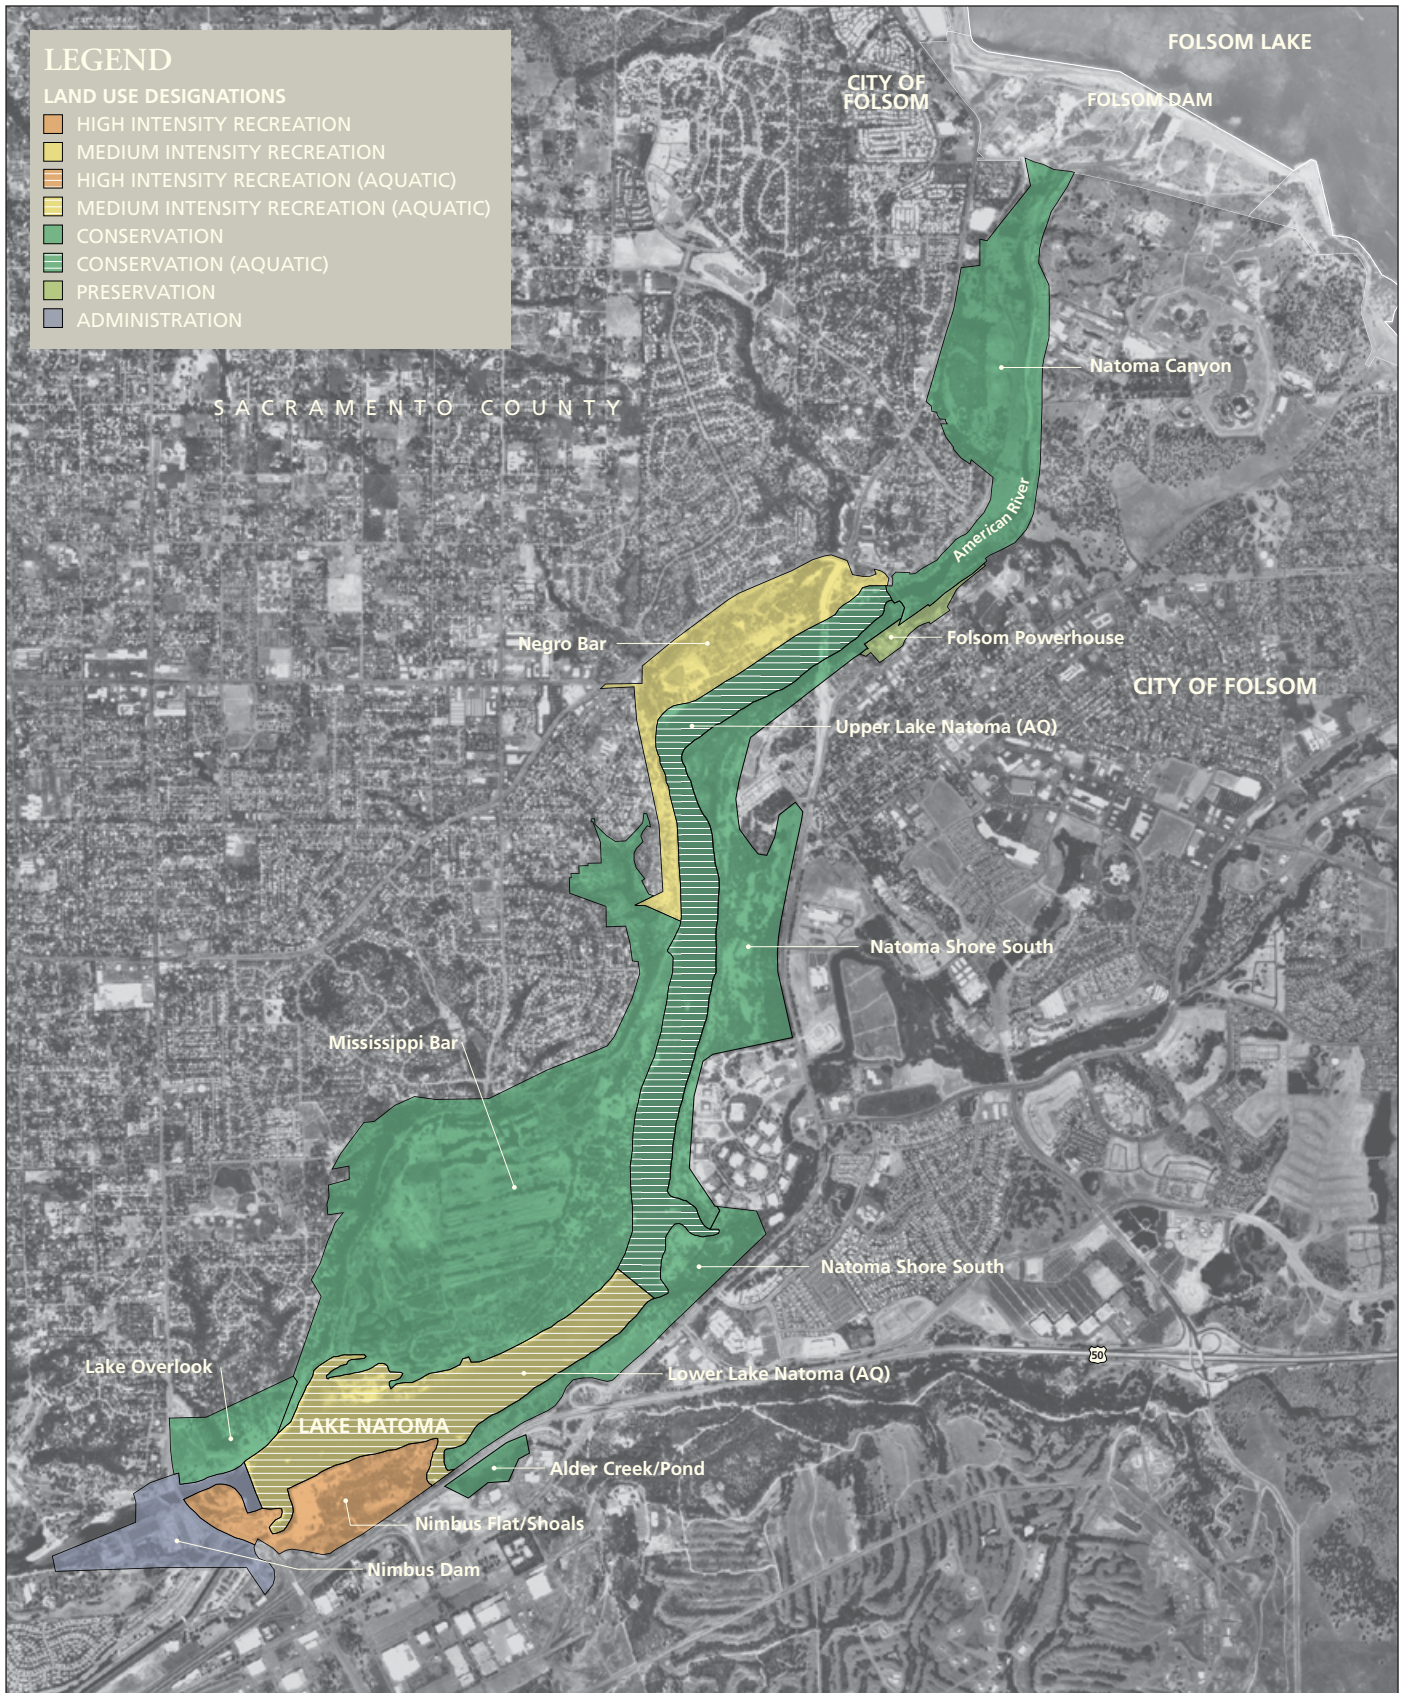 LEGEND
LAND USE DESIGNATIONS
HIGH INTENSITY RECREATION
MEDIUM INTENSITY RECREATION
HIGH INTENSITY RECREATION (AQUATIC)
MEDIUM INTENSITY RECREATION (AQUATIC)
CONSERVATION
CONSERVATION (AQUATIC)
PRESERVATION
ADMINISTRATION
FOLSOM LAKE
CITY OF
FOLSOM
FOLSOM DAM
Natoma Canyon
SACRAMENTO COUNTY
American River
Negro Bar
Folsom Powerhouse
CITY OF FOLSOM
Upper Lake Natoma (AQ)
Natoma Shore South
Mississippi Bar
Natoma Shore South
50
Lake Overlook
Lower Lake Natoma (AQ)
LAKE NATOMA
Alder Creek/Pond
Nimbus Flat/Shoals
Nimbus Dam